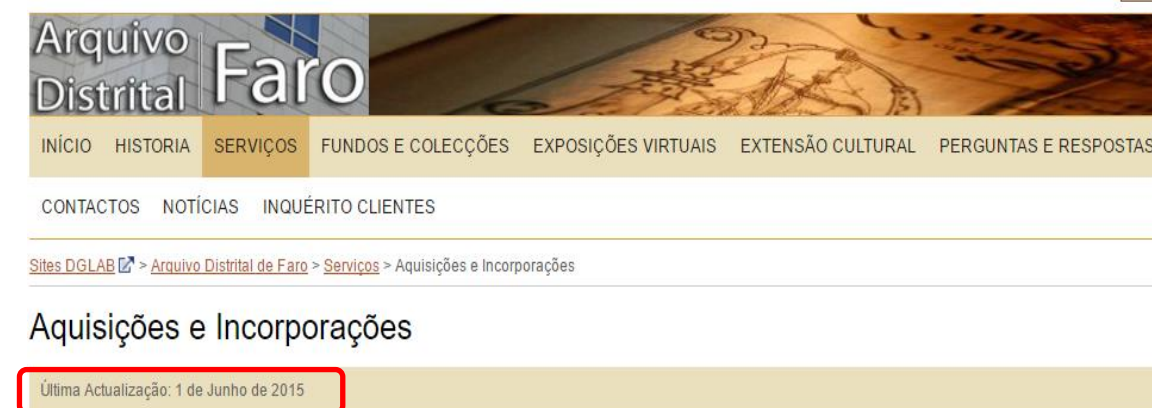 Arquivo
Distrital
Faro
INÍCIO HISTORIA SERVIÇOS FUNDOS E COLECÇÕES EXPOSIÇÕES VIRTUAIS EXTENSÃO CULTURAL PERGUNTAS E RESPOSTAS
CONTACTOS NOTÍCIAS INQUÉRITO CLIENTES
Sites DGLAB > Arquivo Distrital de Faro > Serviços > Aquisições e Incorporações
Aquisições e Incorporações
Última Actualização: 1 de Junho de 2015